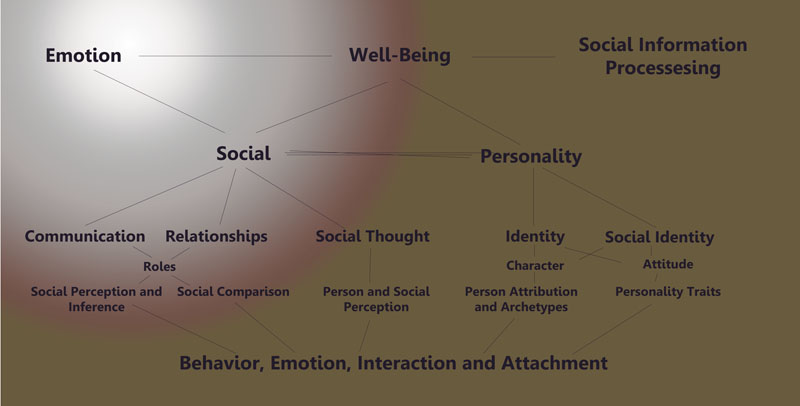 Emotion
Well-Being
Social Information
Processesing
Social
Personality
Communication
Relationships
Social Thought
Identity
Social Identity
Roles
Character
Attitude
Social Perception and
Inference
Social Comparison
Person and Social
Perception
Person Attribution
and Archetypes
Personality Traits
Behavior, Emotion, Interaction and Attachment